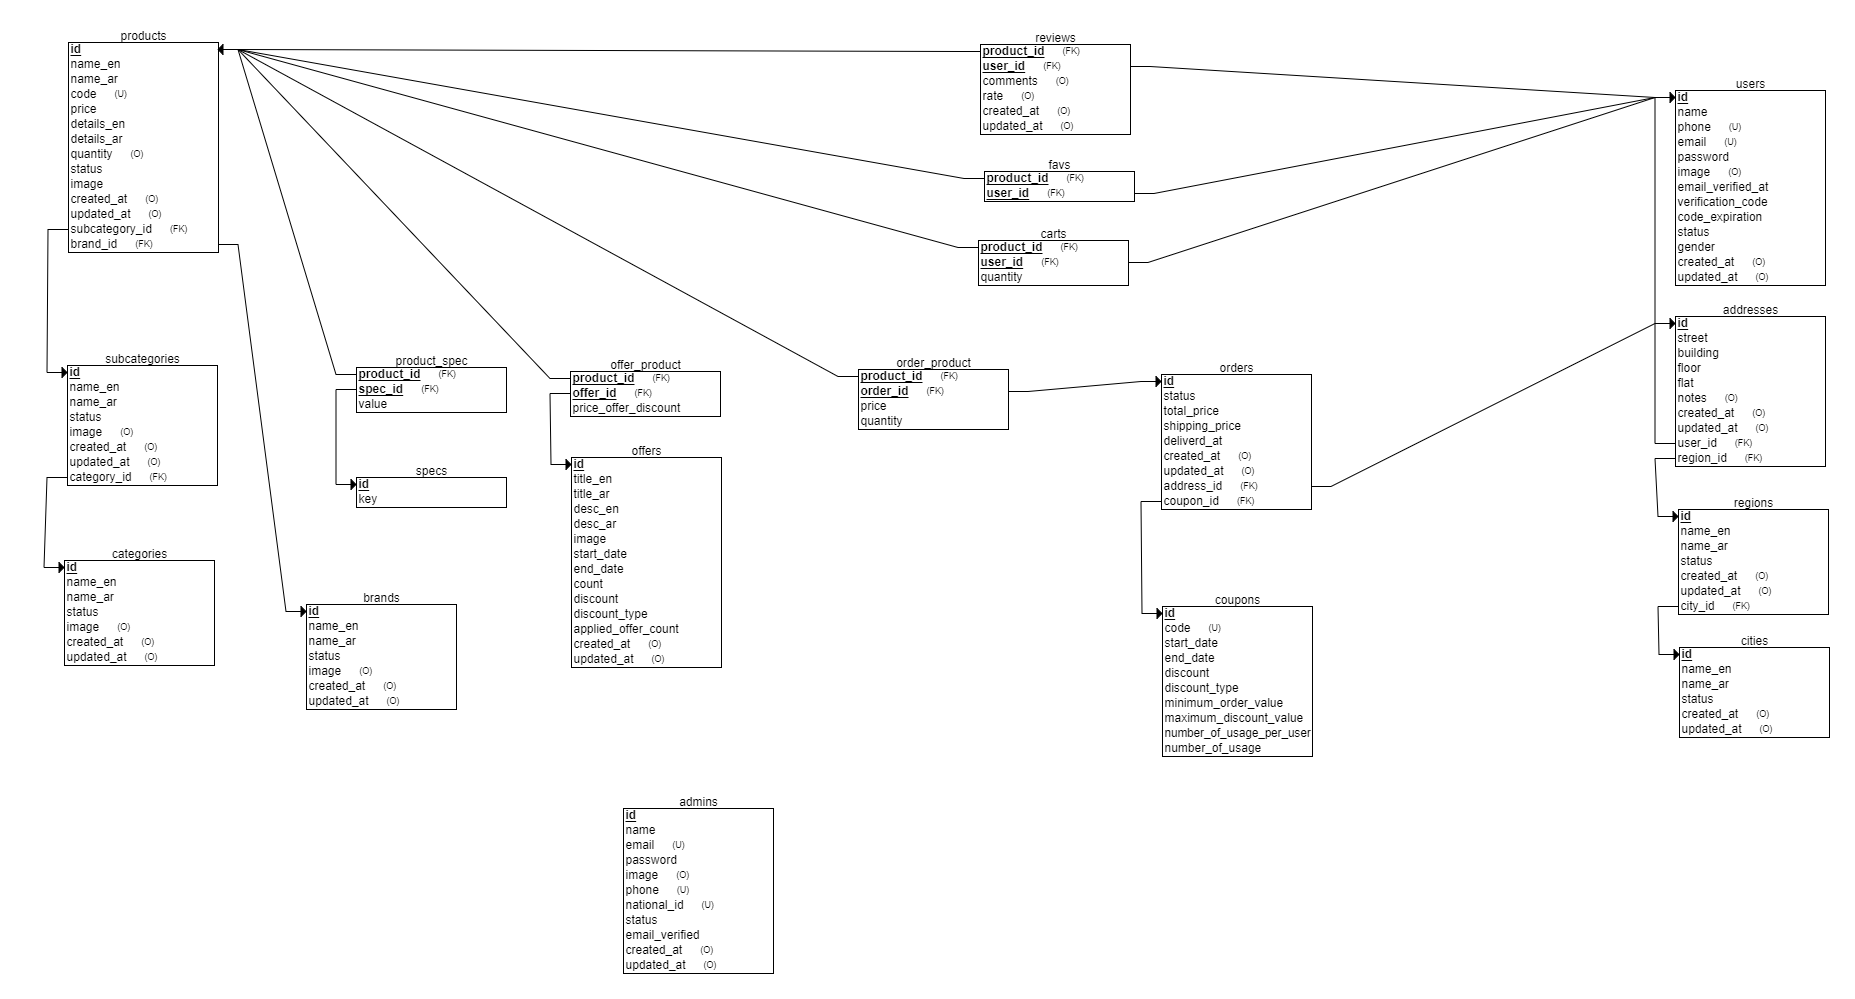 products
id
name_en
name_ar
code (U)
price
details_en
details_ar
quantity (O)
status
image
created_at (O)
updated_at (O)
subcategory_id (FK)
brand_id (FK)
reviews
product_id (FK)
user_id (FK)
comments (O)
rate (O)
created_at (O)
updated_at (O)
favs
product_id (FK)
user_id (FK)
carts
product_id (FK)
user_id (FK)
quantity
users
id
name
phone (U)
email (U)
password
image (O)
email_verified_at
verification_code
code_expiration
status
gender
created_at (O)
updated_at (O)
subcategories
id
name_en
name_ar
status
image (O)
created_at (O)
updated_at (O)
category_id (FK)
product_spec
product_id (FK)
spec_id (FK)
value
offer_product
product_id (FK)
offer_id (FK)
price_offer_discount
order_product
product_id (FK)
order_id (FK)
price
quantity
orders
id
status
total_price
shipping_price
deliverd_at
created_at (O)
updated_at (O)
address_id (FK)
coupon_id (FK)
addresses
id
street
building
floor
flat
notes (O)
created_at (O)
updated_at (O)
user_id (FK)
region_id (FK)
specs
id
key
offers
id
title_en
title_ar
desc_en
desc_ar
image
start_date
end_date
count
discount
discount_type
applied_offer_count
created_at (O)
updated_at (O)
regions
id
name_en
name_ar
status
created_at (O)
updated_at (O)
city_id (FK)
categories
id
name_en
name_ar
status
image (O)
created_at (O)
updated_at (O)
brands
id
name_en
name_ar
status
image (O)
created_at (O)
updated_at (O)
coupons
id
code (U)
start_date
end_date
discount
discount_type
minimum_order_value
maximum_discount_value
number_of_usage_per_user
number_of_usage
cities
id
name_en
name_ar
status
created_at (O)
updated_at (O)
admins
id
name
email (U)
password
image (O)
phone (U)
national_id (U)
status
email_verified
created_at (O)
updated_at (O)